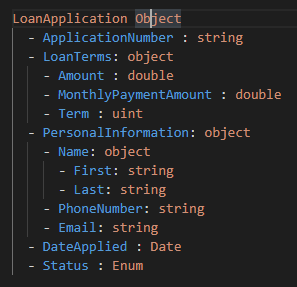 LoanApplication Object
- ApplicationNumber : string
- LoanTerms: object
- Amount : double
- MonthlyPaymentAmount : double
- Term : uint
- PersonalInformation: object
- Name: object
- First: string
- Last: string
- PhoneNumber: string
- Email: string
- DateApplied : Date
- Status : Enum